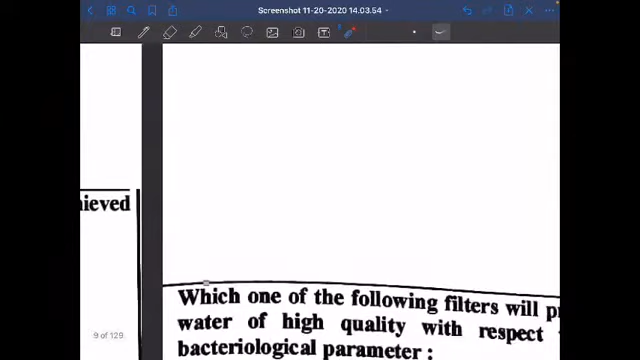 Screenshot 11-20-2020 14.03.54
hieved
Which one of the following filters will
water of high quality with respect
bacteriological parameter :
9 of 129